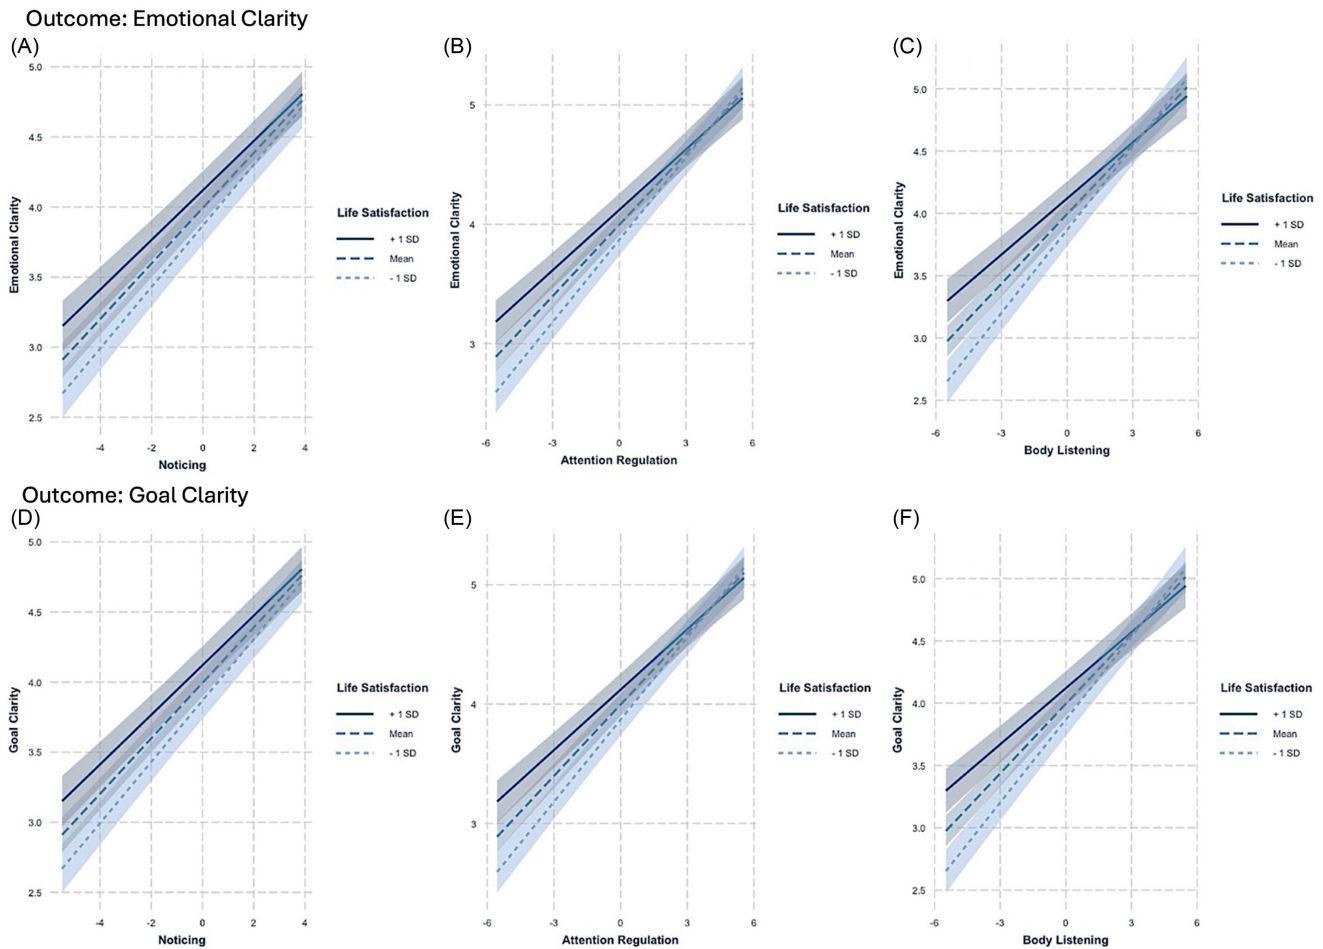 Outcome: Emotional Clarity
(A)
5.0
4.5
4.0
3.5
3.0
2.5
Emotional Clarity
-4 -2 0 2 4
Noticing
Life Satisfaction
+ 1 SD
Mean
- 1 SD
(B)
5
4
3
Emotional Clarity
-6 -3 0 3 6
Attention Regulation
Life Satisfaction
+ 1 SD
Mean
- 1 SD
(C)
5.0
4.5
4.0
3.5
3.0
2.5
Emotional Clarity
-6 -3 0 3 6
Body Listening
Life Satisfaction
+ 1 SD
Mean
- 1 SD
Outcome: Goal Clarity
(D)
5.0
4.5
4.0
3.5
3.0
2.5
Goal Clarity
-4 -2 0 2 4
Noticing
Life Satisfaction
+ 1 SD
Mean
- 1 SD
(E)
5
4
3
Goal Clarity
-6 -3 0 3 6
Attention Regulation
Life Satisfaction
+ 1 SD
Mean
- 1 SD
(F)
5.0
4.5
4.0
3.5
3.0
2.5
Goal Clarity
-6 -3 0 3 6
Body Listening
Life Satisfaction
+ 1 SD
Mean
- 1 SD